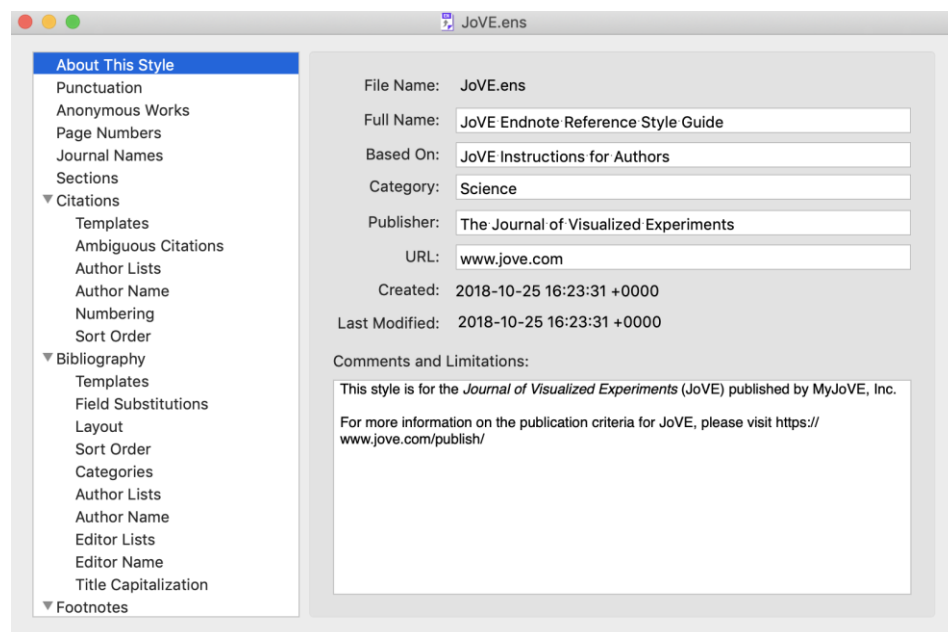 JoVE.ens
About This Style
Punctuation
Anonymous Works
Page Numbers
Journal Names
Sections
Citations
Templates
Ambiguous Citations
Author Lists
Author Name
Numbering
Sort Order
Bibliography
Templates
Field Substitutions
Layout
Sort Order
Categories
Author Lists
Author Name
Editor Lists
Editor Name
Title Capitalization
Footnotes
File Name: JoVE.ens
Full Name: JoVE Endnote Reference Style Guide
Based On: JoVE Instructions for Authors
Category: Science
Publisher: The Journal of Visualized Experiments
URL: www.jove.com
Created: 2018-10-25 16:23:31 +0000
Last Modified: 2018-10-25 16:23:31 +0000
Comments and Limitations:
This style is for the Journal of Visualized Experiments (JoVE) published by MyJoVE, Inc.
For more information on the publication criteria for JoVE, please visit https://
www.jove.com/publish/